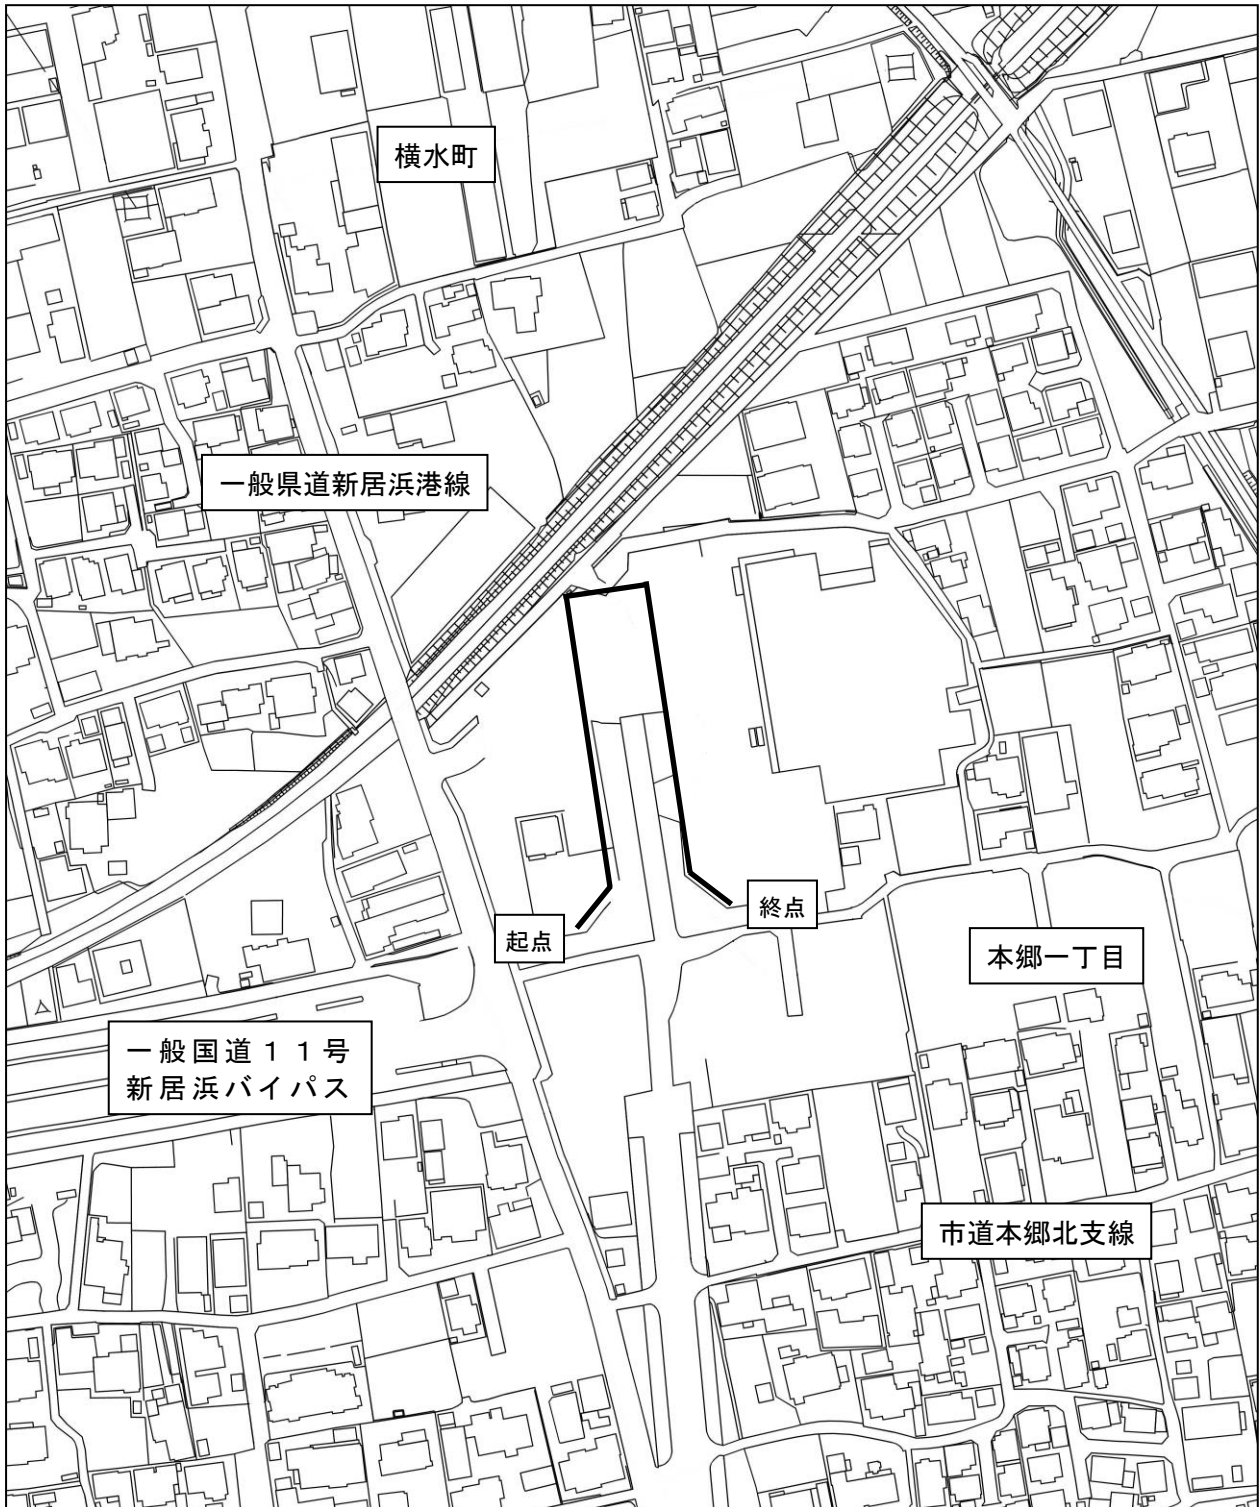 横水町
一般県道新居浜港線
起点
終点
本郷一丁目
一般国道１１号
新居浜バイパス
市道本郷北支線